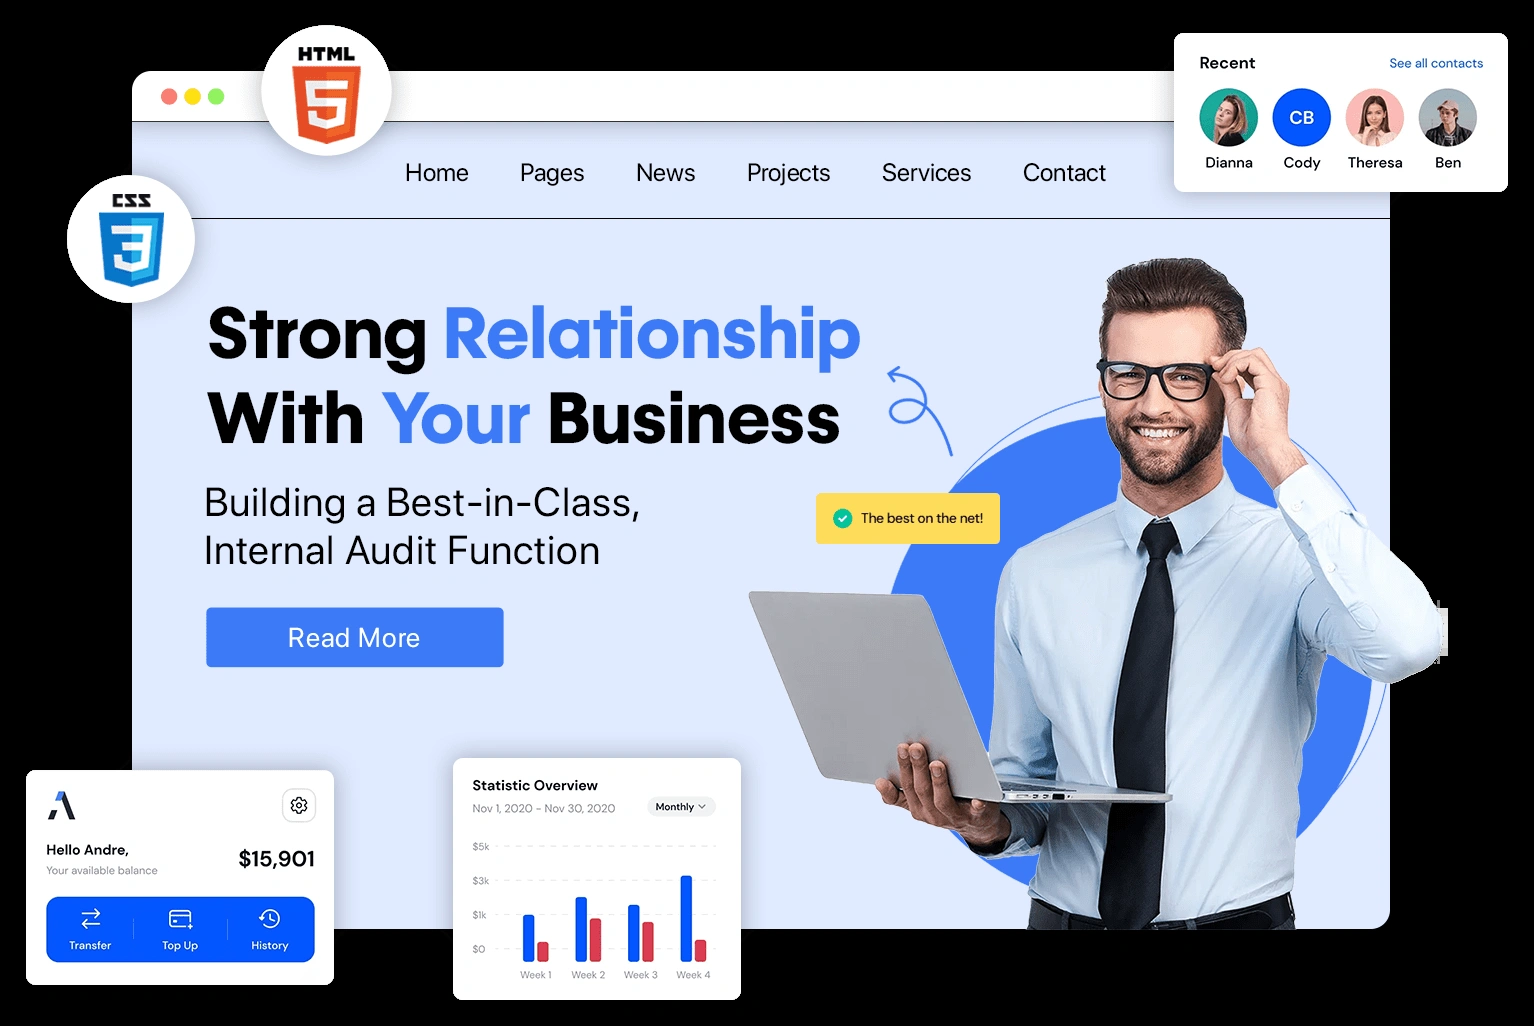 HTML
5
Recent
See all contacts
CB
Dianna
Cody
Theresa
Ben
Home
Pages
News
Projects
Services
Contact
CSS
3
Strong Relationship
With Your Business
Building a Best-in-Class,
Internal Audit Function
The best on the net!
Read More
Hello Andre,
Your available balance
$15,901
Transfer
Top Up
History
Statistic Overview
Nov 1, 2020 - Nov 30, 2020
Monthly
$5k
$3k
$1k
$0
Week 1
Week 2
Week 3
Week 4